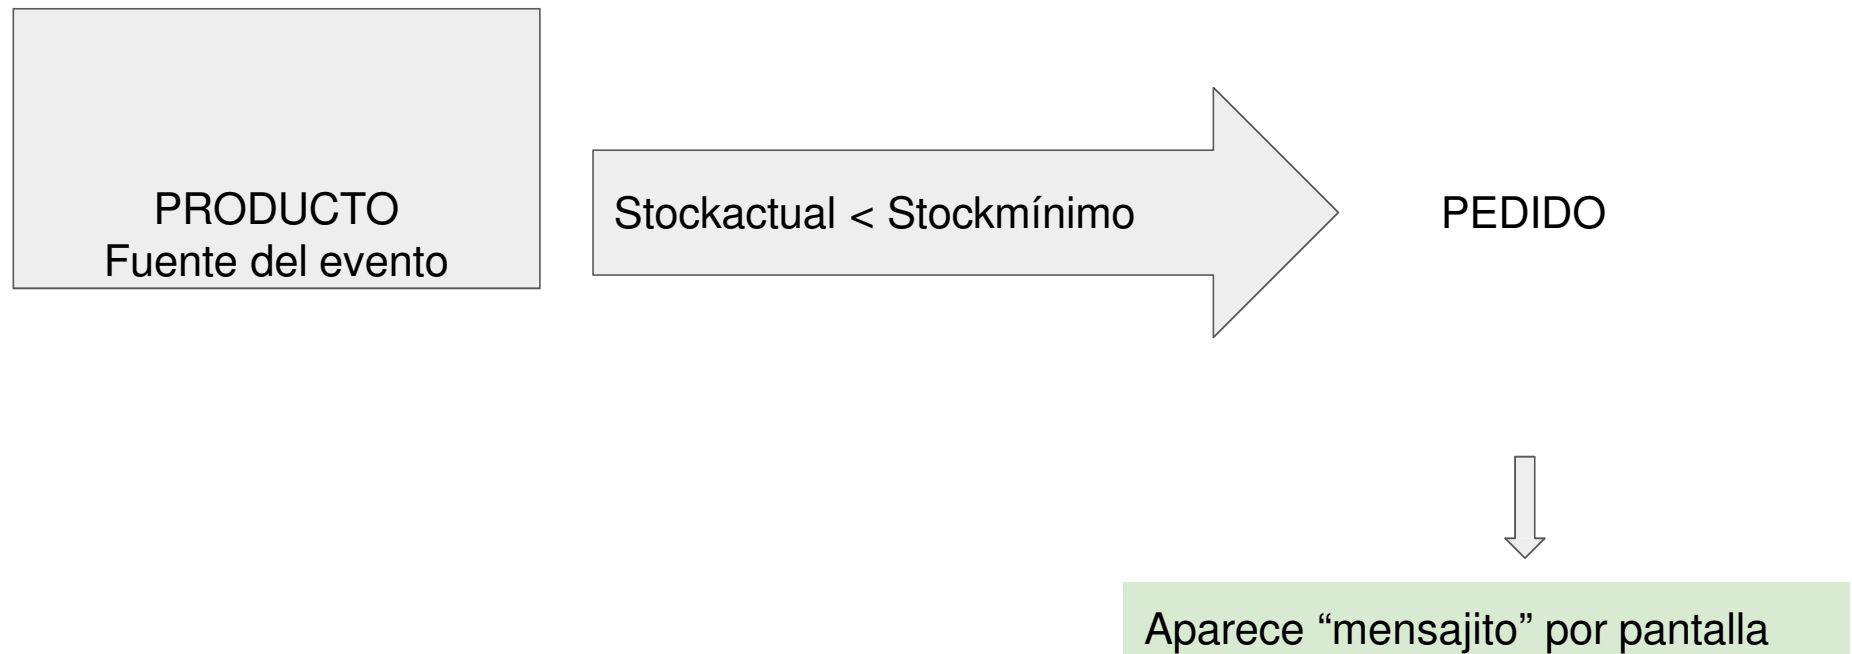 PRODUCTO
Fuente del evento
Stockactual < Stockmínimo
PEDIDO
Aparece “mensajito” por pantalla